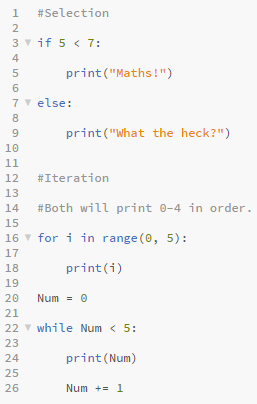 1 #Selection
2
3 if 5 < 7:
4
5     print("Maths!")
6
7 else:
8
9     print("What the heck?")
10
11
12 #Iteration
13
14 #Both will print 0-4 in order.
15
16 for i in range(0, 5):
17
18     print(i)
19
20 Num = 0
21
22 while Num < 5:
23
24     print(Num)
25
26     Num += 1